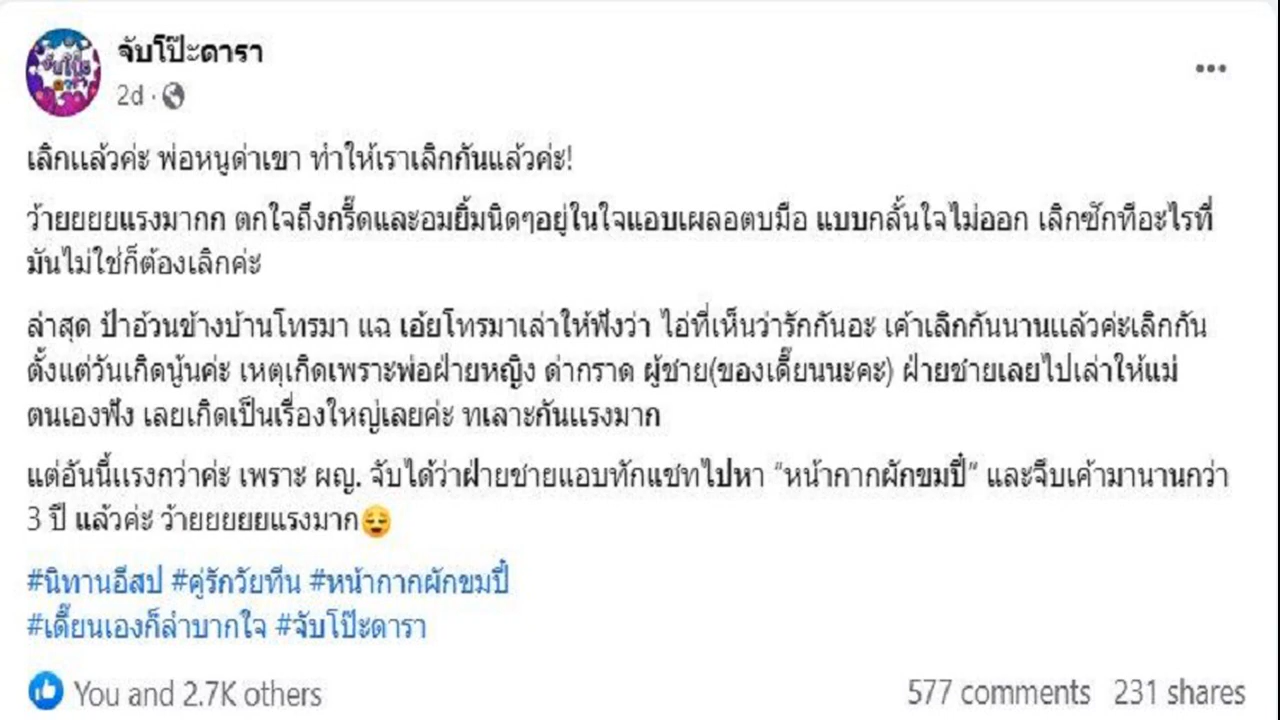 จับโป๊ะดารา
2d
เลิกแล้วค่ะ พ่อหนูด่าเขา ทำให้เราเลิกกันแล้วค่ะ!
ว้ายยยยแรงมากก ตกใจถึงกรี๊ดและอมยิ้มนิดๆอยู่ในใจแอบเผลอตบมือ แบบกลั้นใจไม่ออก เลิกซักทีอะไรที่
มันไม่ใช่ก็ต้องเลิกค่ะ
ล่าสุด ป้าอ้วนข้างบ้านโทรมา แฉ เอ้ยโทรมาเล่าให้ฟังว่า ไอ่ที่เห็นว่ารักกันอะ เค้าเลิกกันนานแล้วค่ะเลิกกัน
ตั้งแต่วันเกิดนู้นค่ะ เหตุเกิดเพราะพ่อฝ่ายหญิง ด่ากราด ผู้ชาย(ของเดี๊ยนนะคะ) ฝ่ายชายเลยไปเล่าให้แม่
ตนเองฟัง เลยเกิดเป็นเรื่องใหญ่เลยค่ะ ทเลาะกันแรงมาก
แต่อันนี้แรงกว่าค่ะ เพราะ ผญ. จับได้ว่าฝ่ายชายแอบทักแชทไปหา “หน้ากากผักขมปี๋” และจีบเค้ามานานกว่า
3 ปี แล้วค่ะ ว้ายยยยยแรงมาก😌
#นิทานอีสป #คู่รักวัยทีน #หน้ากากผักขมปี๋
#เดี๊ยนเองก็ลำบากใจ #จับโป๊ะดารา
You and 2.7K others 577 comments 231 shares